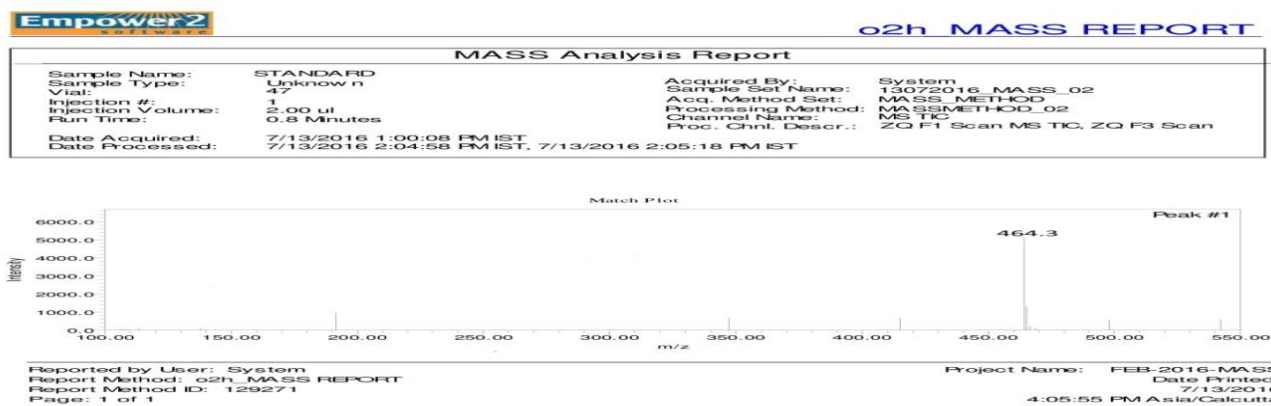 Empower2
software
o2h_MASS REPORT
MASS Analysis Report
Sample Name: STANDARD
Sample Type: Unknown
Vial: 47
Injection #: 1
Injection Volume: 2.00 ul
Run Time: 0.8 Minutes
Date Acquired: 7/13/2016 1:00:08 PM IST
Date Processed: 7/13/2016 2:04:58 PM IST, 7/13/2016 2:05:18 PM IST
Acquired By: System
Sample Set Name: 13072016_MASS_02
Acq. Method Set: MASS_METHOD
Processing Method: MASSMETHOD_02
Channel Name: MS TIC
Proc. Chnl. Descr.: ZQ F1 Scan MS TIC, ZQ F3 Scan
Match Plot
Peak #1
464.3
6000.0
5000.0
4000.0
3000.0
2000.0
1000.0
0.0
Intensity
100.00 150.00 200.00 250.00 300.00 350.00 400.00 450.00 500.00 550.00
m/z
Reported by User: System
Report Method: o2h_MASS REPORT
Report Method ID: 129271
Page: 1 of 1
Project Name: FEB-2016-MASS
Date Printed:
7/13/2016
4:05:55 PM Asia/Calcutta